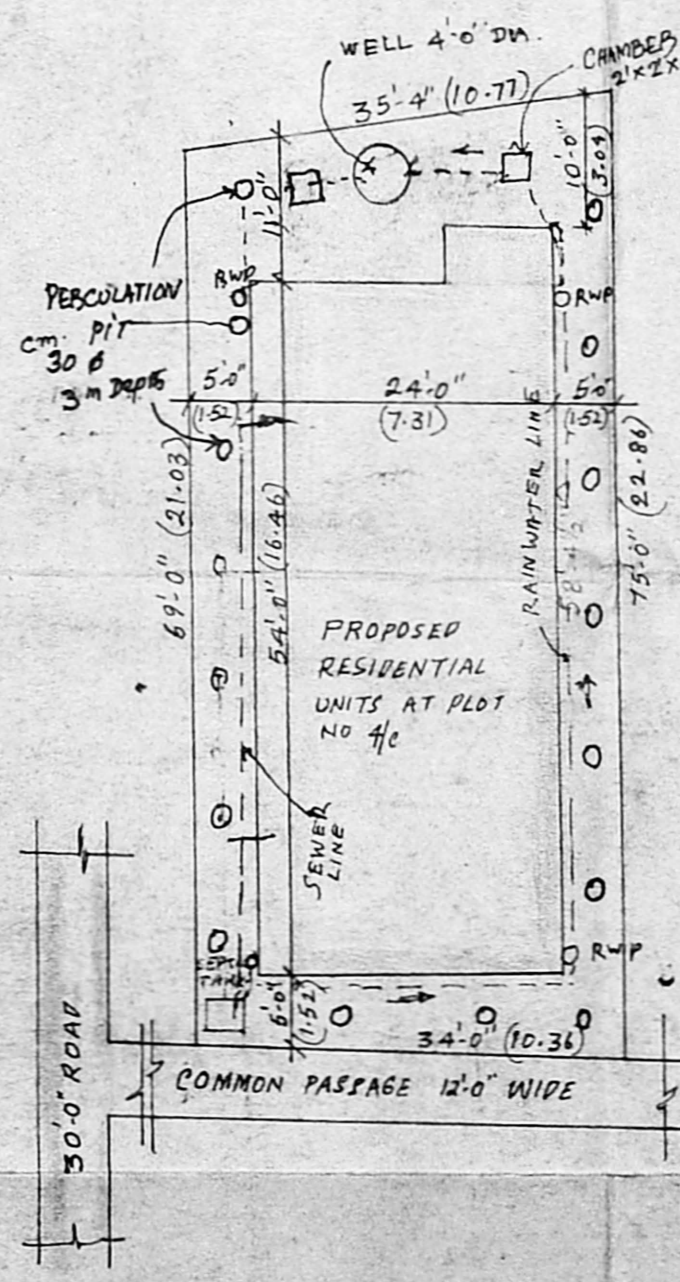 WELL 4'-0" DIA.
CHAMBER
2'×2'×
35'-4" (10.77)
10'-0"
(3.04)
11'-0"
RWP
PERCULATION
PIT
cm.
30 ø
3 m DEPTH
RWP
5'-0"
(1.52)
24'-0"
(7.31)
5'-0"
(1.52)
69'-0" (21.03)
54'-0" (16.46)
RAINWATER LINE
75'-0" (22.86)
PROPOSED
RESIDENTIAL
UNITS AT PLOT
NO 4/c
SEWER
LINE
RWP
TANK
(1.52)
34'-0" (10.36)
COMMON PASSAGE 12'-0" WIDE
30'-0" ROAD